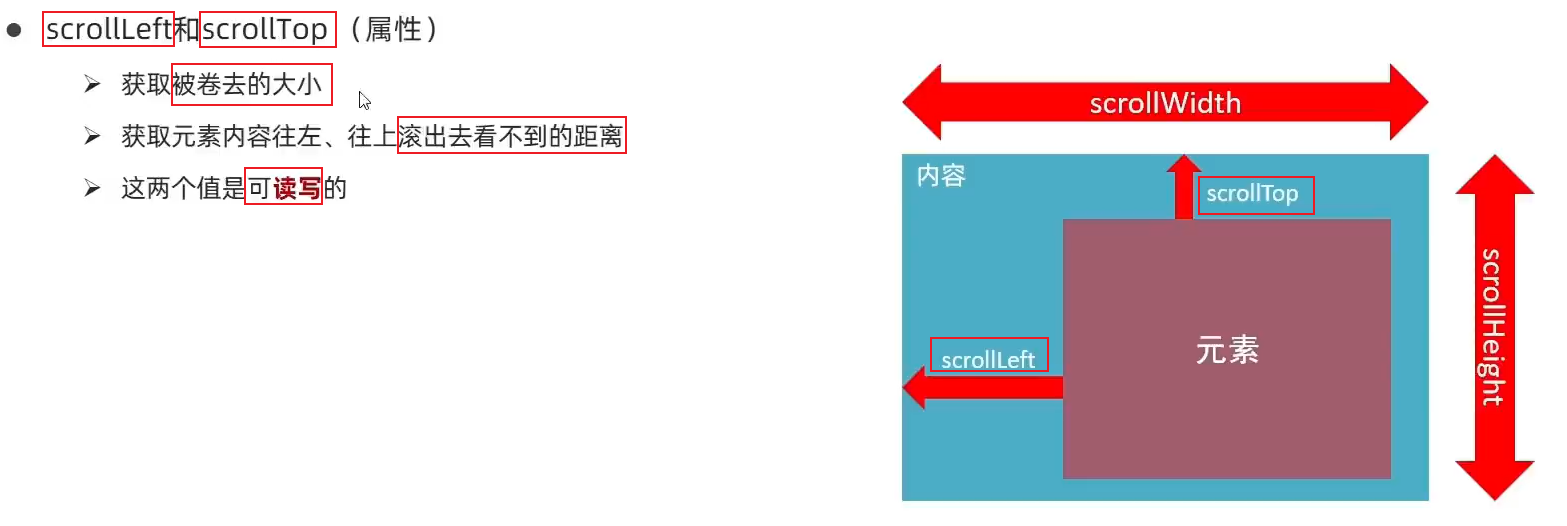 ● scrollLeft和scrollTop（属性）
➢ 获取被卷去的大小
➢ 获取元素内容往左、往上滚出去看不到的距离
➢ 这两个值是可读写的
scrollWidth
内容
scrollTop
scrollHeight
元素
scrollLeft